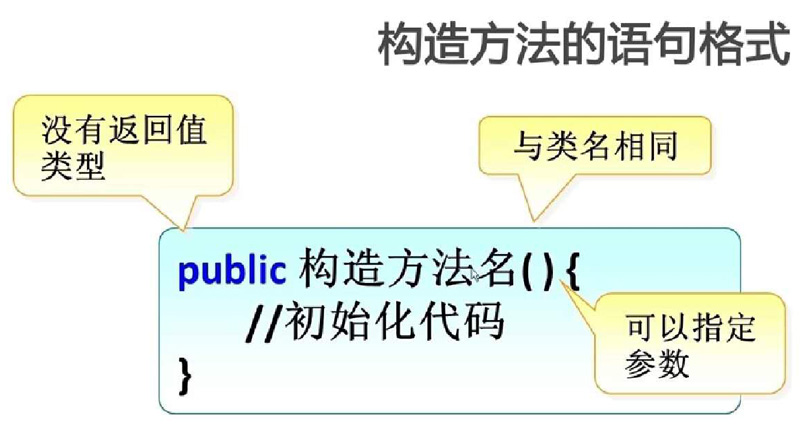 构造方法的语句格式
没有返回值
类型
与类名相同
public 构造方法名( ) {
//初始化代码
}
可以指定
参数